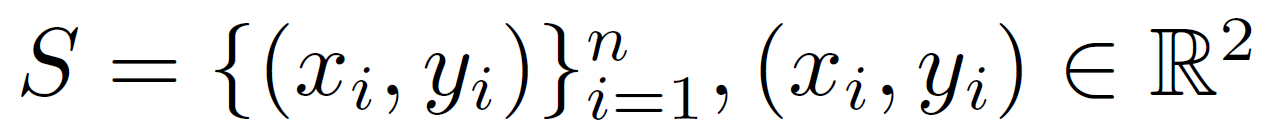 S = {(x_i, y_i)}_{i=1}^n, (x_i, y_i) ∈ ℝ^2